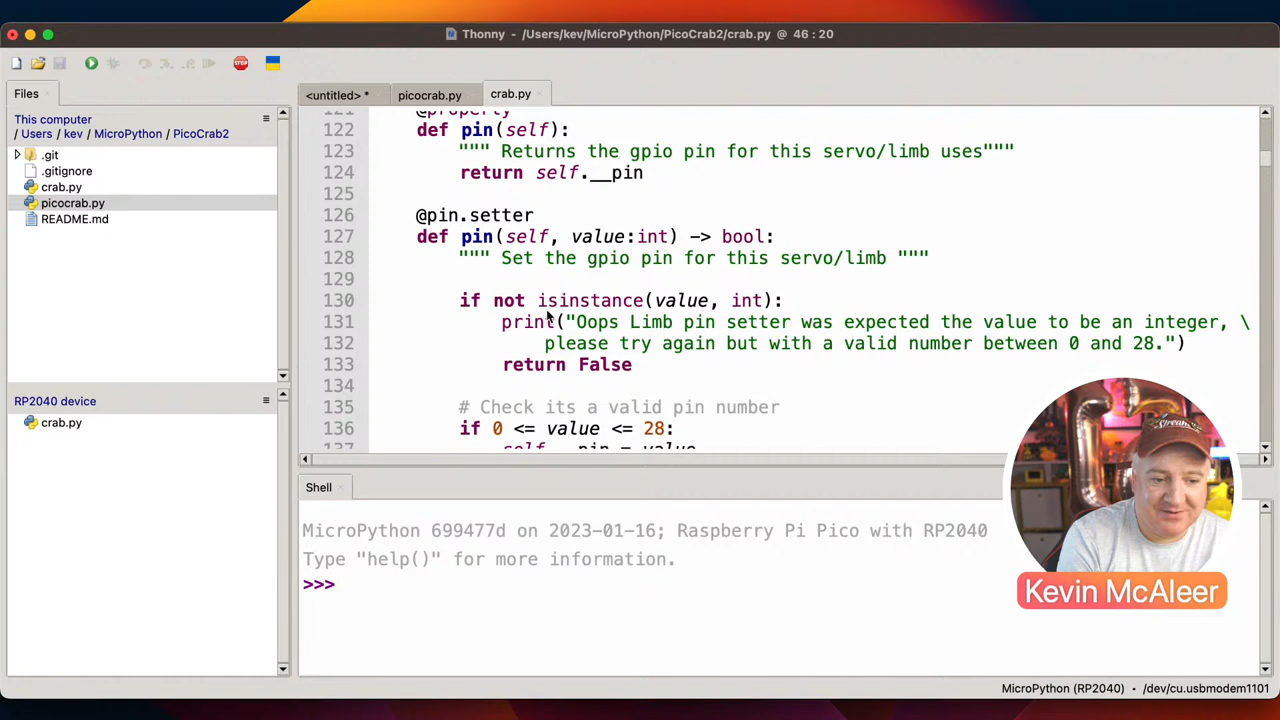 Thonny - /Users/kev/MicroPython/PicoCrab2/crab.py @ 46 : 20
STOP
Files
This computer
/ Users / kev / MicroPython / PicoCrab2
.git
.gitignore
crab.py
picocrab.py
README.md
RP2040 device
crab.py
<untitled> *
picocrab.py
crab.py
121 @property
122 def pin(self):
123 """ Returns the gpio pin for this servo/limb uses"""
124 return self.__pin
125
126 @pin.setter
127 def pin(self, value:int) -> bool:
128 """ Set the gpio pin for this servo/limb """
129
130 if not isinstance(value, int):
131 print("Oops Limb pin setter was expected the value to be an integer, \
132 please try again but with a valid number between 0 and 28.")
133 return False
134
135 # Check its a valid pin number
136 if 0 <= value <= 28:
137 self.__pin = value
Shell
MicroPython 699477d on 2023-01-16; Raspberry Pi Pico with RP2040
Type "help()" for more information.
>>>
Kevin McAleer
MicroPython (RP2040) • /dev/cu.usbmodem1101